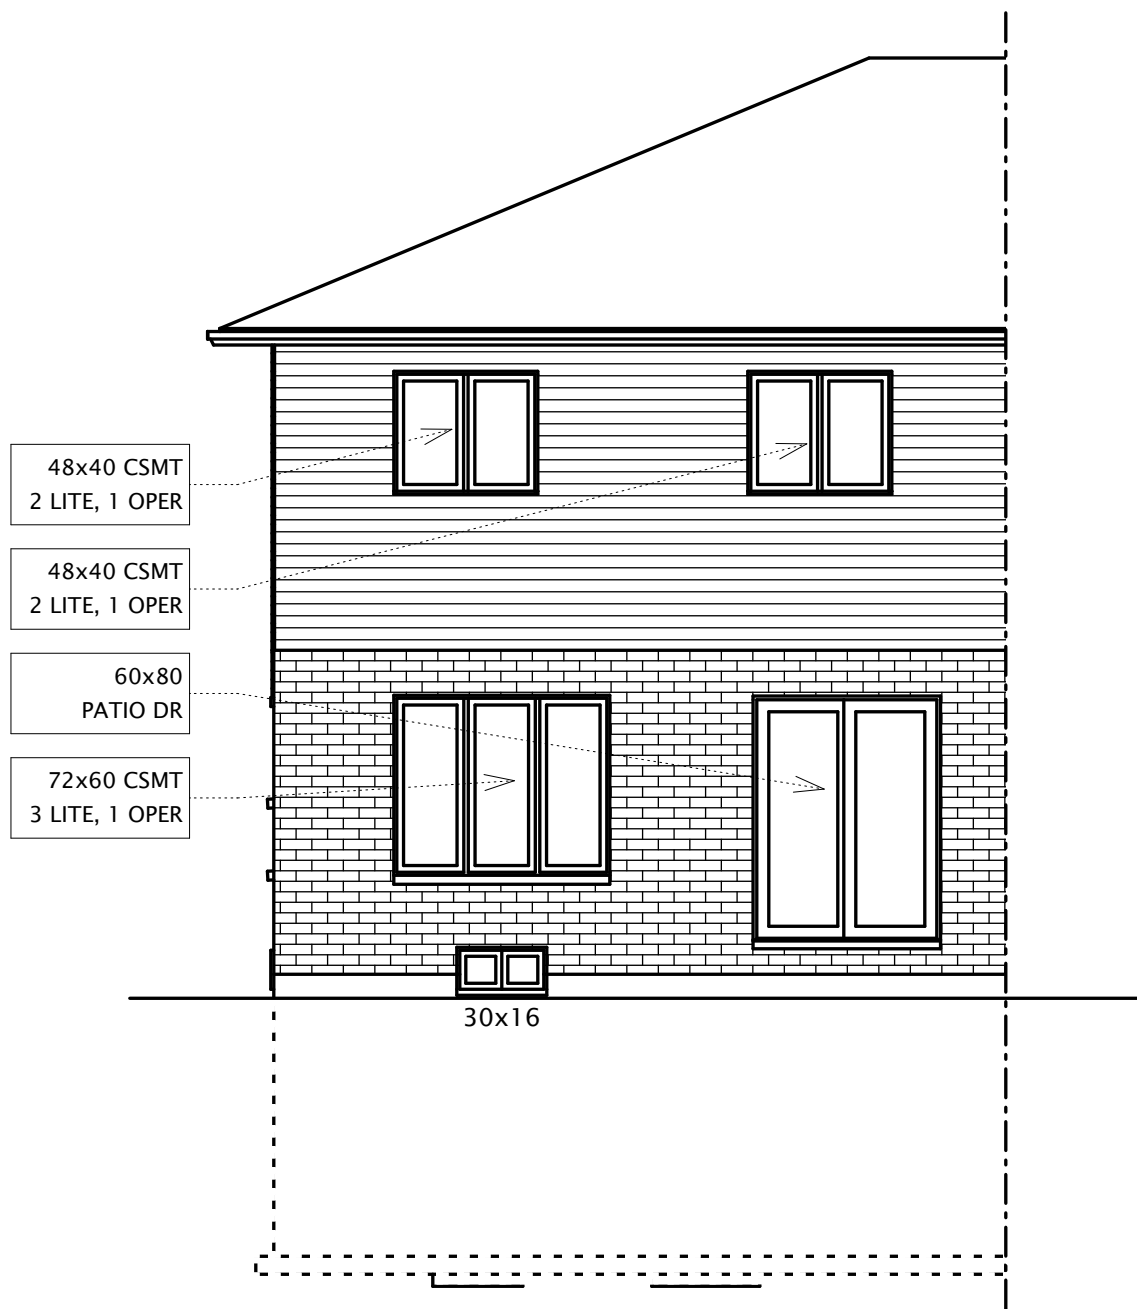 48x40 CSMT
2 LITE, 1 OPER
48x40 CSMT
2 LITE, 1 OPER
60x80
PATIO DR
72x60 CSMT
3 LITE, 1 OPER
30x16